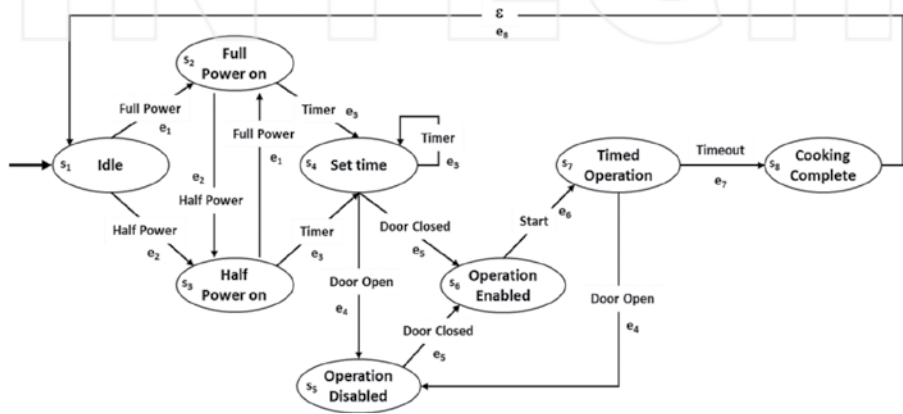 INTECH
ε
e8
s2 Full
Power on
Full Power
e1
Timer e3
Full Power
e1
Timer
e3
s1 Idle
s4 Set time
s7 Timed
Operation
Timeout
e7
s8 Cooking
Complete
e2
Half Power
Half Power
e2
Timer
e3
Door Closed
e5
Start
e6
s3 Half
Power on
Door Open
e4
s6 Operation
Enabled
Door Open
e4
Door Closed
e5
s5 Operation
Disabled